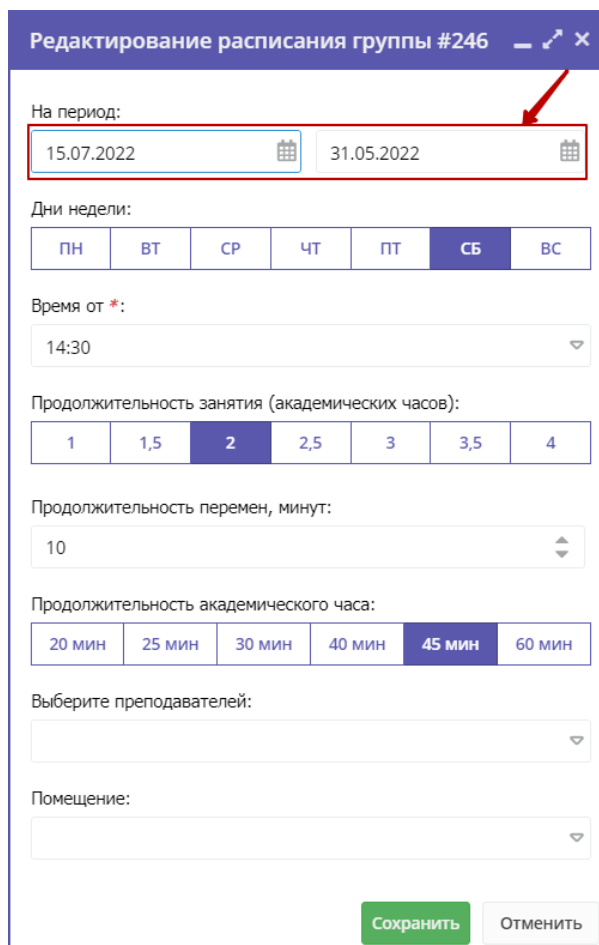 Редактирование расписания группы #246
На период:
15.07.2022 31.05.2022
Дни недели:
ПН ВТ СР ЧТ ПТ СБ ВС
Время от *:
14:30
Продолжительность занятия (академических часов):
1 1,5 2 2,5 3 3,5 4
Продолжительность перемен, минут:
10
Продолжительность академического часа:
20 мин 25 мин 30 мин 40 мин 45 мин 60 мин
Выберите преподавателей:
Помещение:
Сохранить Отменить